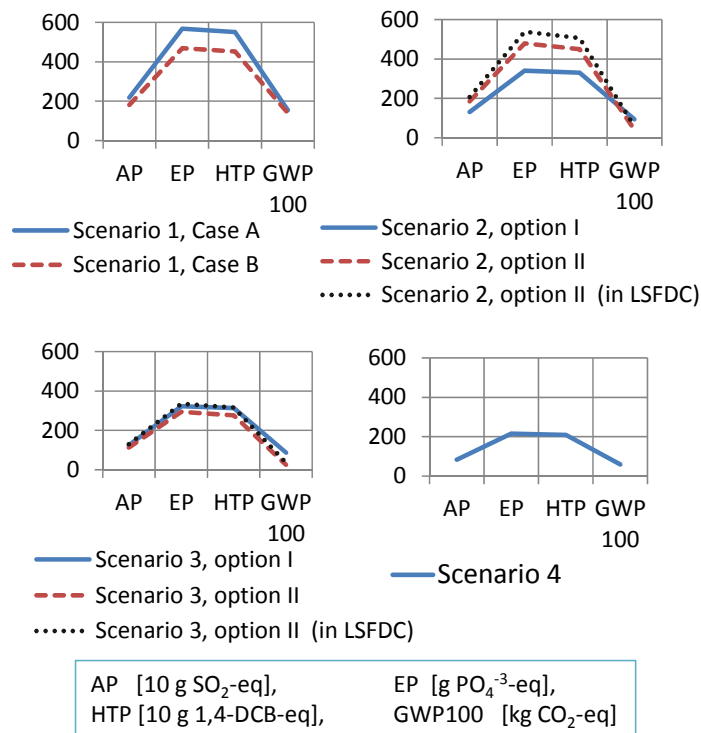 600
400
200
0
AP EP HTP GWP
100
Scenario 1, Case A
Scenario 1, Case B
600
400
200
0
AP EP HTP GWP
100
Scenario 2, option I
Scenario 2, option II
Scenario 2, option II (in LSFDC)
600
400
200
0
AP EP HTP GWP
100
Scenario 3, option I
Scenario 3, option II
Scenario 3, option II (in LSFDC)
600
400
200
0
AP EP HTP GWP
100
Scenario 4
AP [10 g SO₂-eq], EP [g PO₄⁻³-eq],
HTP [10 g 1,4-DCB-eq], GWP100 [kg CO₂-eq]